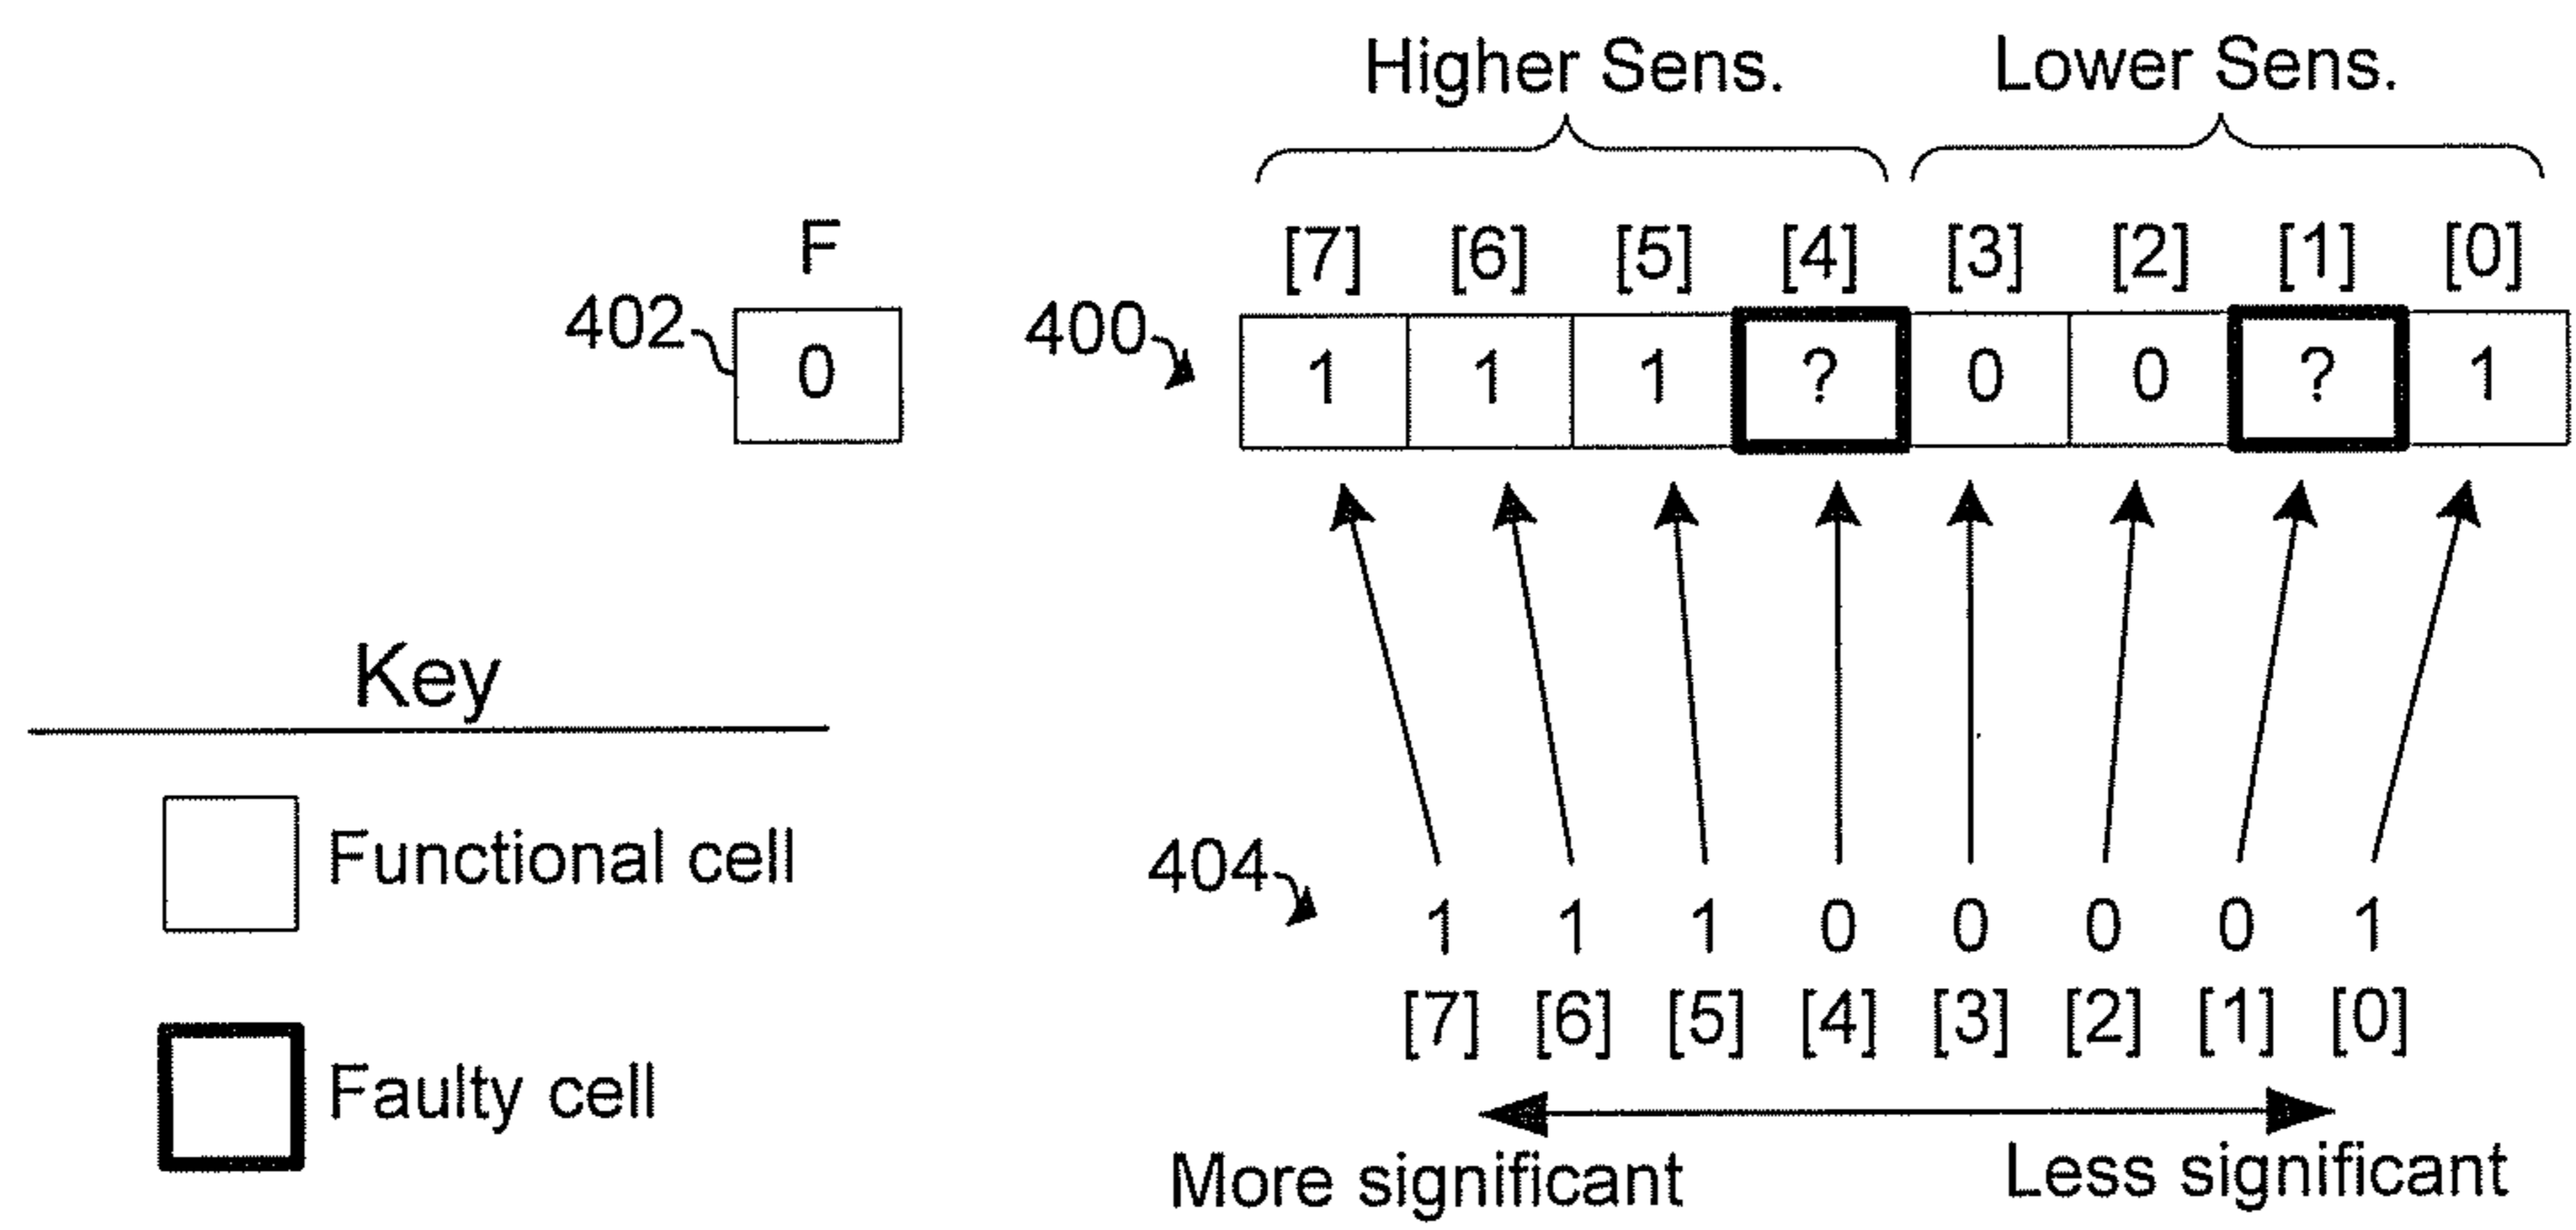 Higher Sens. Lower Sens.
F [7] [6] [5] [4] [3] [2] [1] [0]
402 0 400 1 1 1 ? 0 0 ? 1
Key
Functional cell
404 1 1 1 0 0 0 0 1
[7] [6] [5] [4] [3] [2] [1] [0]
Faulty cell
More significant Less significant